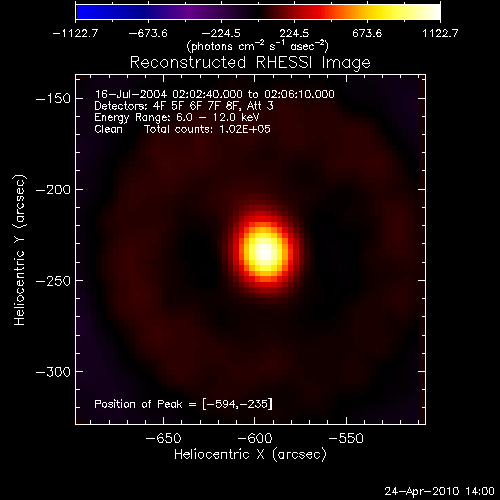 −1122.7 −673.6 −224.5 224.5 673.6 1122.7
(photons cm−2 s−1 asec−2)
Reconstructed RHESSI Image
16−Jul−2004 02:02:40.000 to 02:06:10.000
Detectors: 4F 5F 6F 7F 8F, Att 3
Energy Range: 6.0 − 12.0 keV
Clean Total counts: 1.02E+05
−150
−200
−250
−300
Heliocentric Y (arcsec)
Position of Peak = [−594,−235]
−650 −600 −550
Heliocentric X (arcsec)
24−Apr−2010 14:00